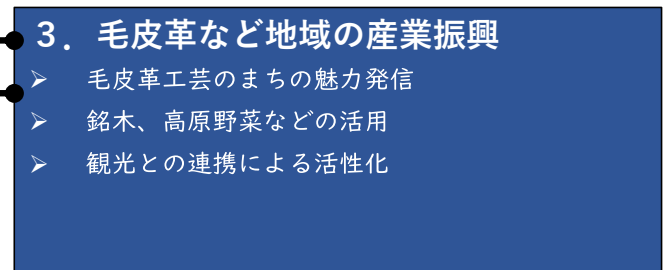 ３．毛皮革など地域の産業振興
➢ 毛皮革工芸のまちの魅力発信
➢ 銘木、高原野菜などの活用
➢ 観光との連携による活性化